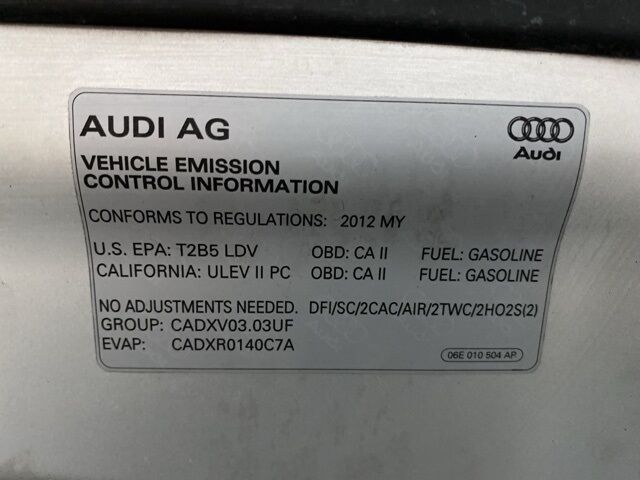 AUDI AG
Audi
VEHICLE EMISSION
CONTROL INFORMATION
CONFORMS TO REGULATIONS: 2012 MY
U.S. EPA: T2B5 LDV OBD: CA II FUEL: GASOLINE
CALIFORNIA: ULEV II PC OBD: CA II FUEL: GASOLINE
NO ADJUSTMENTS NEEDED. DFI/SC/2CAC/AIR/2TWC/2HO2S(2)
GROUP: CADXV03.03UF
EVAP: CADXR0140C7A
06E 010 504 AP